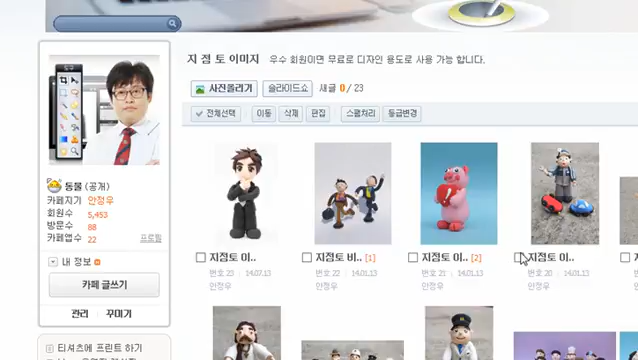 지 점 토 이미지 우수 회원이면 무료로 디자인 용도로 사용 가능 합니다.
사진올리기 슬라이드쇼 새글 0 / 23
전체선택 이동 삭제 편집 스팸처리 등급변경
도구
동물 (공개)
카페지기 안정우
회원수 5,453
방문수 88
카페앱수 22
프로필
내 정보
카페 글쓰기
관리 꾸미기
티셔츠에 프린트 하기
지점토 이..
번호 23 | 14.07.13
안정우
지점토 비.. [1]
번호 22 | 14.01.13
안정우
지점토 이.. [2]
번호 21 | 14.01.13
안정우
지점토 이..
번호 20 | 14.01.13
안정우